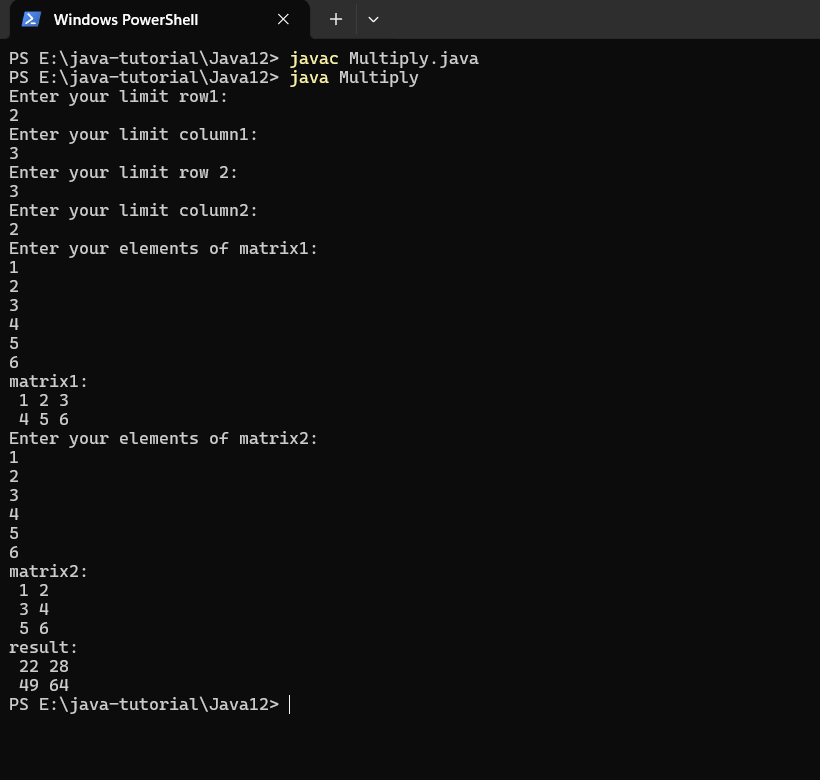 Windows PowerShell
PS E:\java-tutorial\Java12> javac Multiply.java
PS E:\java-tutorial\Java12> java Multiply
Enter your limit row1:
2
Enter your limit column1:
3
Enter your limit row 2:
3
Enter your limit column2:
2
Enter your elements of matrix1:
1
2
3
4
5
6
matrix1:
 1 2 3
 4 5 6
Enter your elements of matrix2:
1
2
3
4
5
6
matrix2:
 1 2
 3 4
 5 6
result:
 22 28
 49 64
PS E:\java-tutorial\Java12>